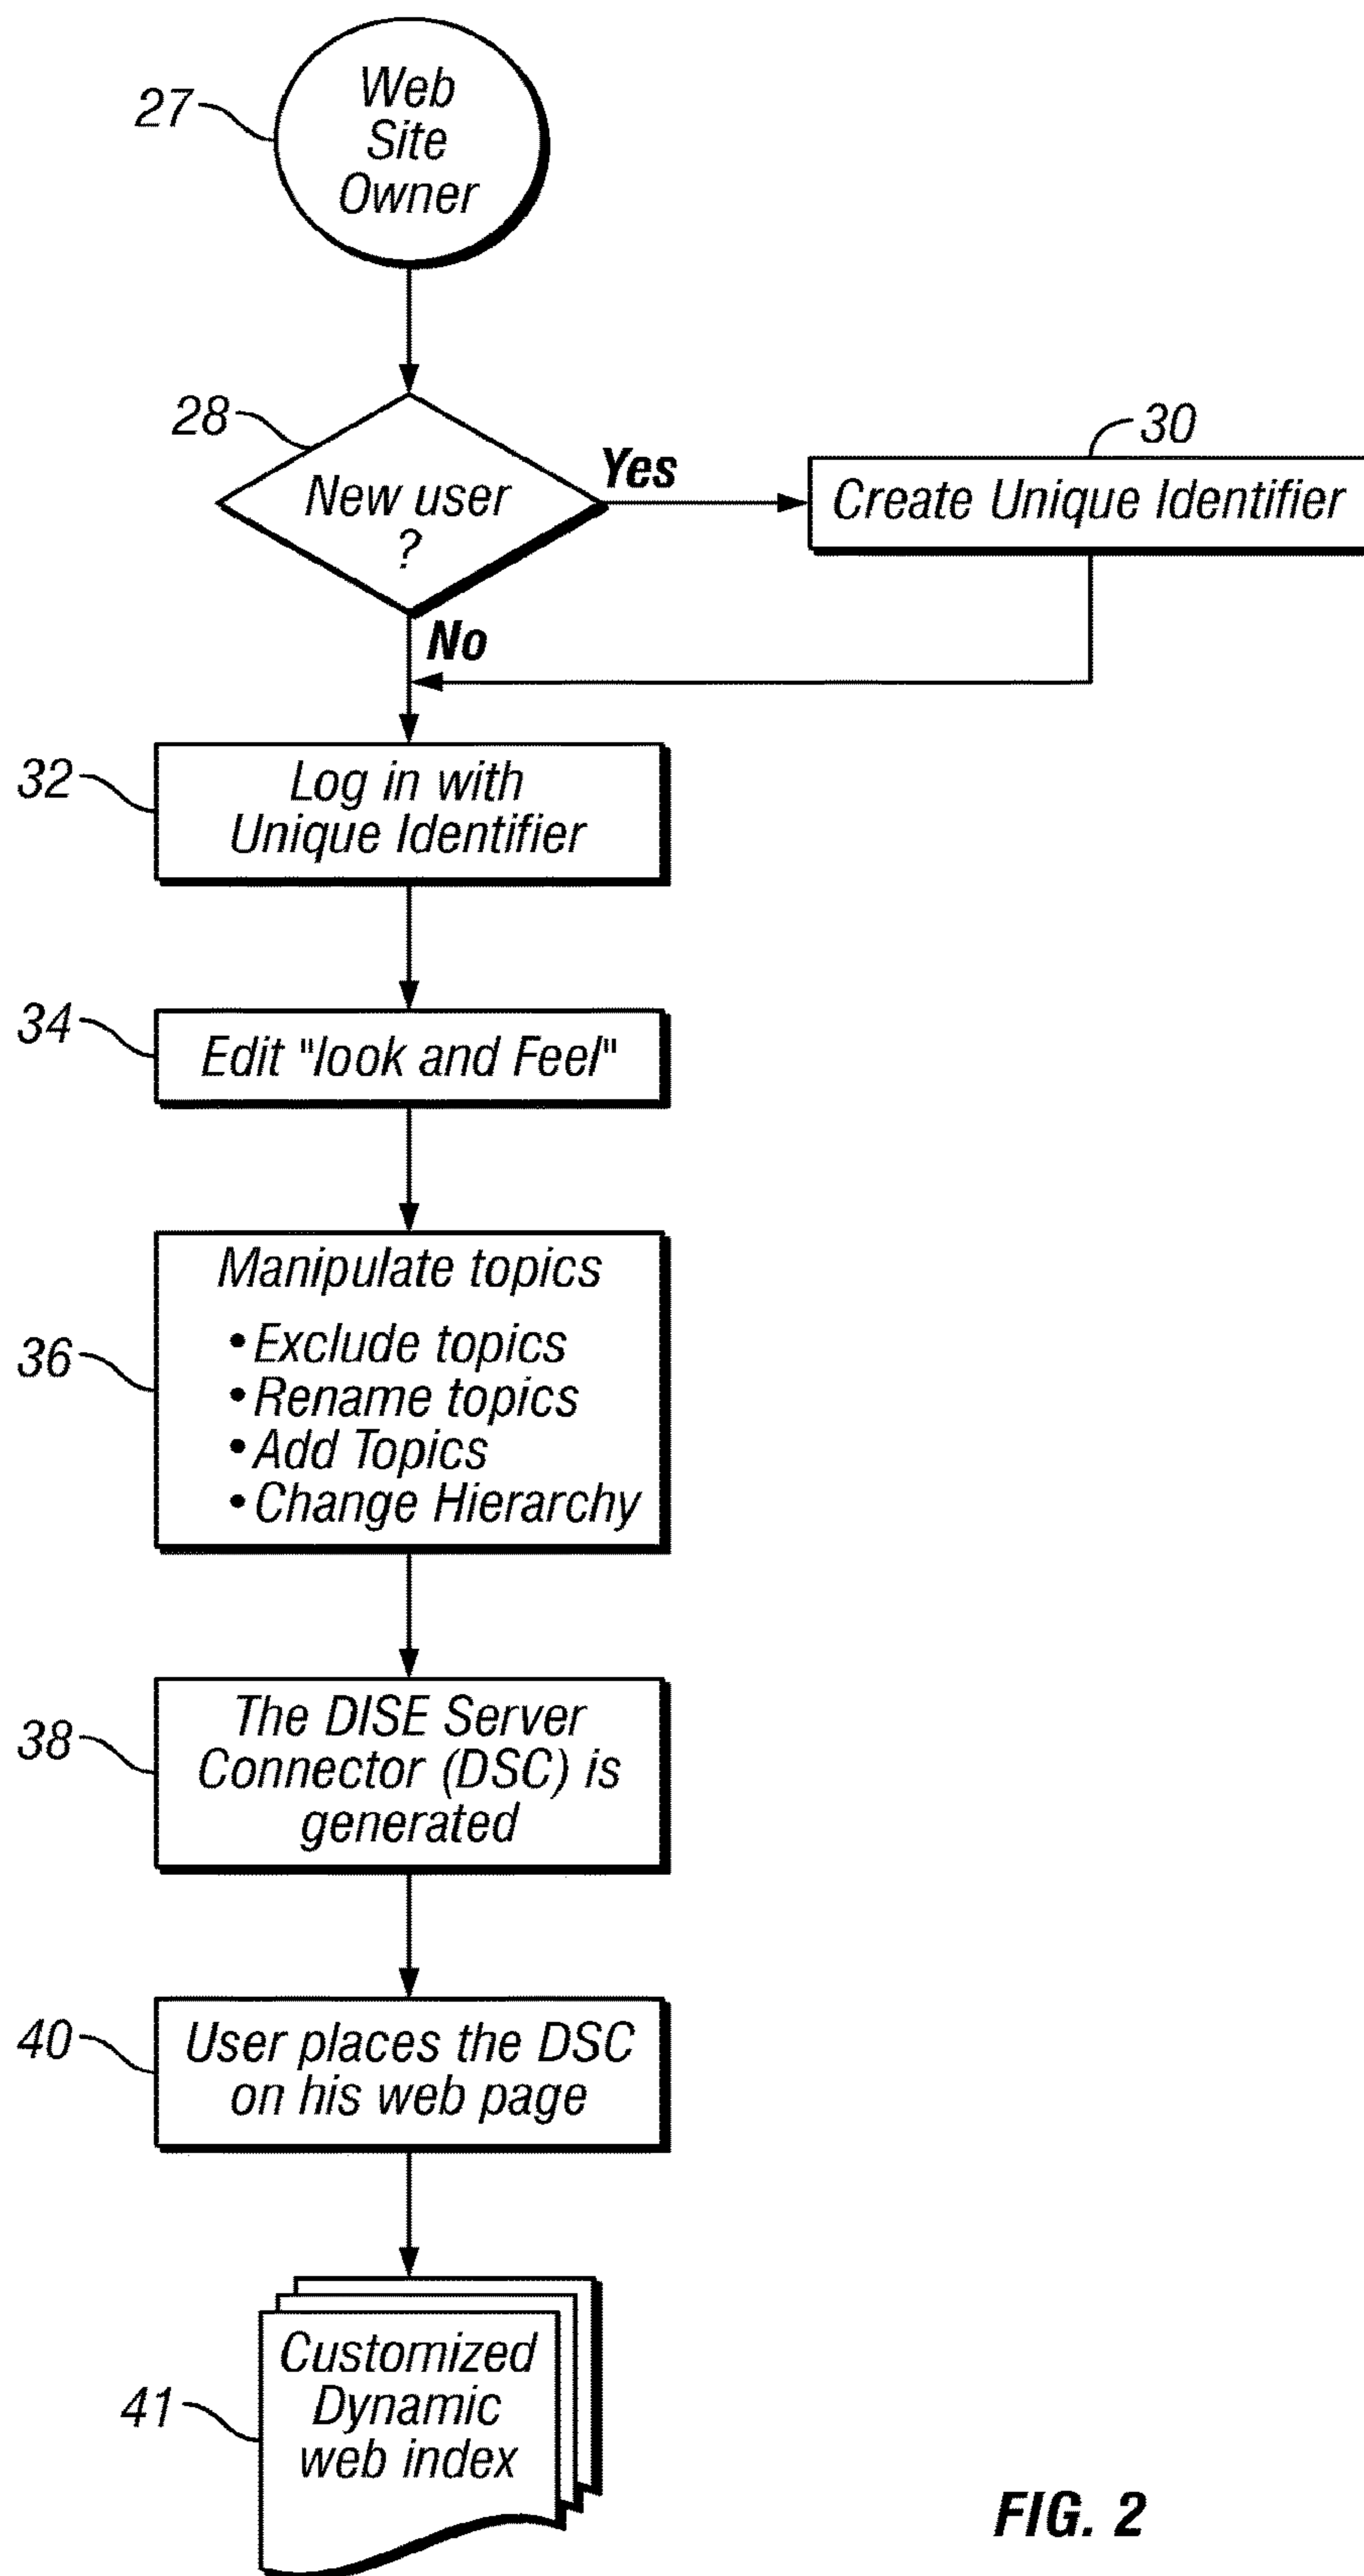 27
Web
Site
Owner
28
New user
?
Yes
30
Create Unique Identifier
No
32
Log in with
Unique Identifier
34
Edit "look and Feel"
36
Manipulate topics
• Exclude topics
• Rename topics
• Add Topics
• Change Hierarchy
38
The DISE Server
Connector (DSC) is
generated
40
User places the DSC
on his web page
41
Customized
Dynamic
web index
FIG. 2